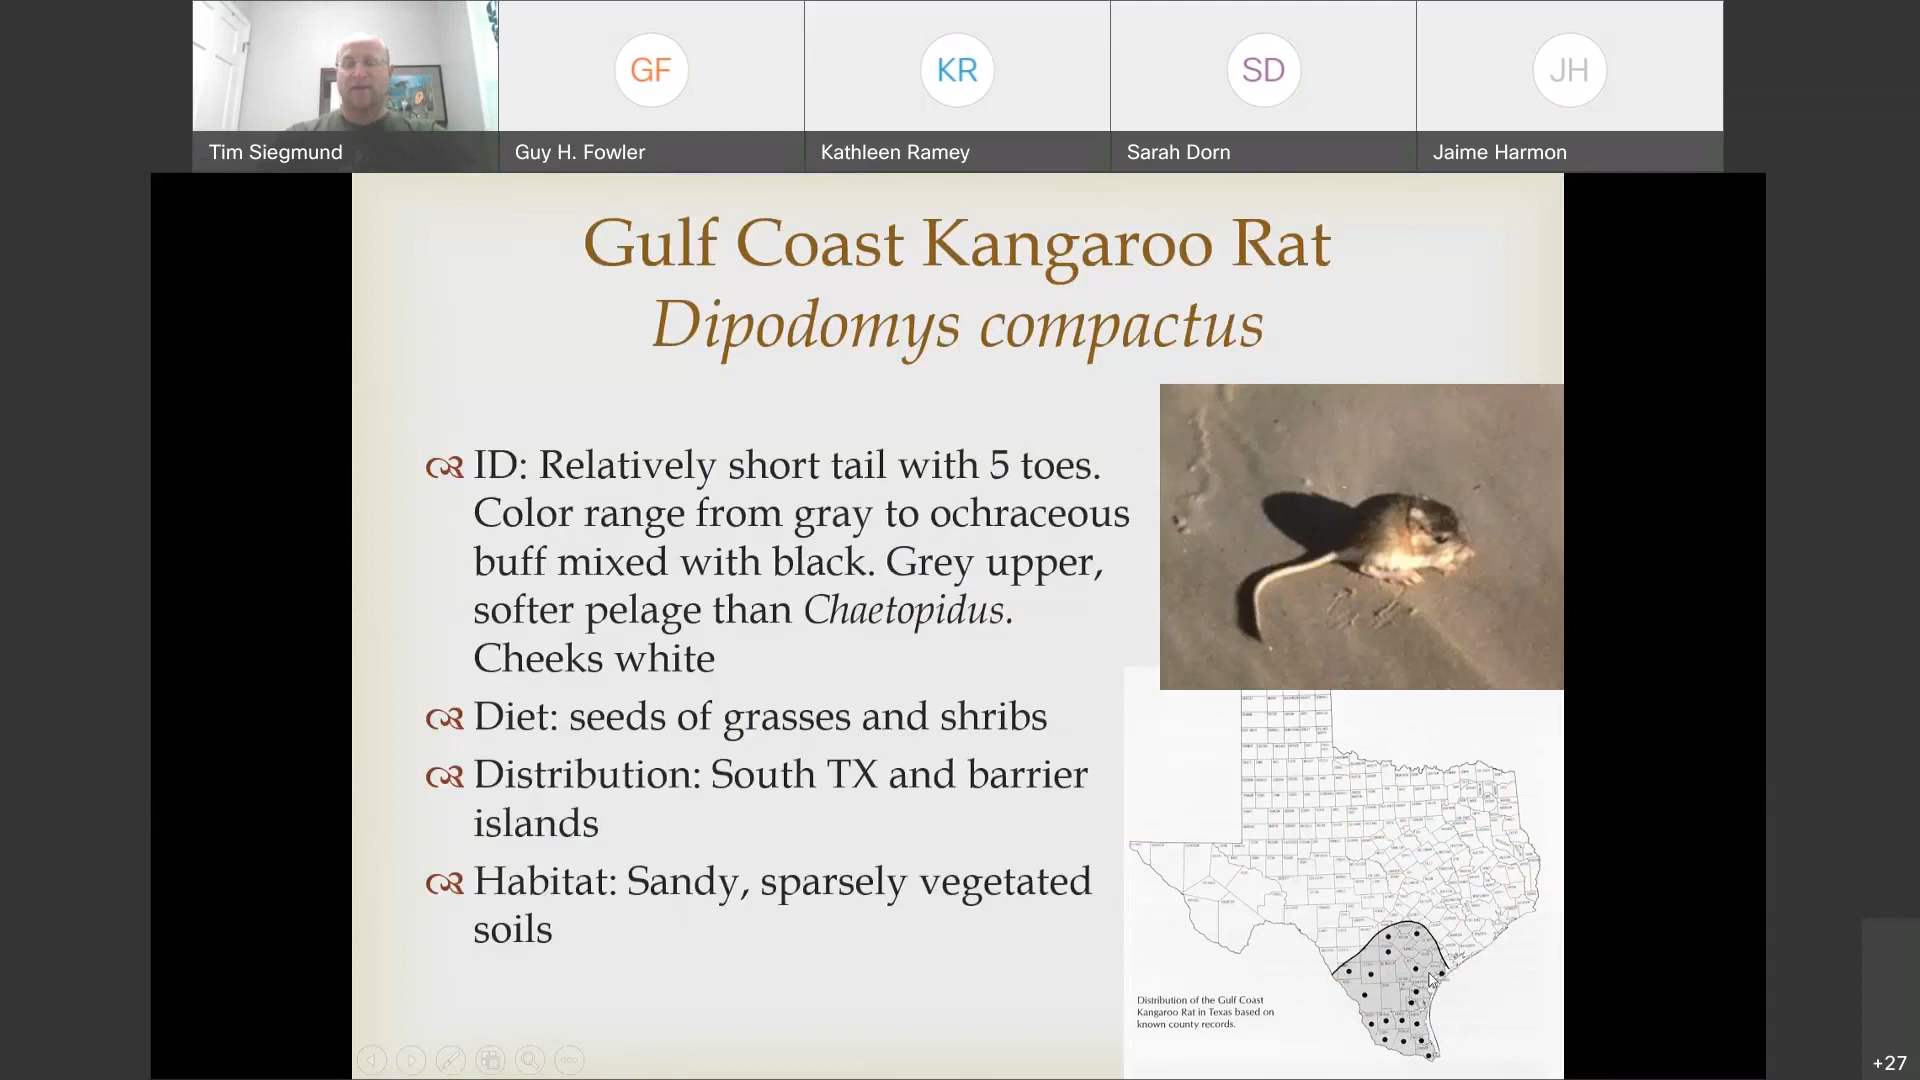 GF
KR
SD
JH
Tim Siegmund
Guy H. Fowler
Kathleen Ramey
Sarah Dorn
Jaime Harmon
Gulf Coast Kangaroo Rat
Dipodomys compactus
ID: Relatively short tail with 5 toes.
Color range from gray to ochraceous
buff mixed with black. Grey upper,
softer pelage than Chaetopidus.
Cheeks white
Diet: seeds of grasses and shribs
Distribution: South TX and barrier
islands
Habitat: Sandy, sparsely vegetated
soils
Distribution of the Gulf Coast
Kangaroo Rat in Texas based on
known county records.
+27